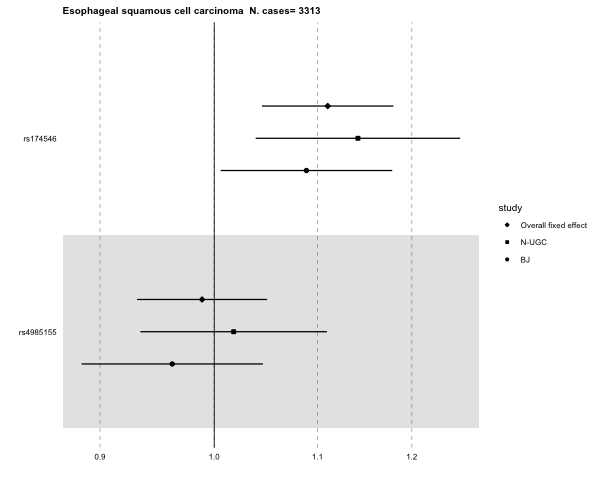 Esophageal squamous cell carcinoma N. cases= 3313
rs174546
rs4985155
0.9
1.0
1.1
1.2
study
Overall fixed effect
N-UGC
BJ